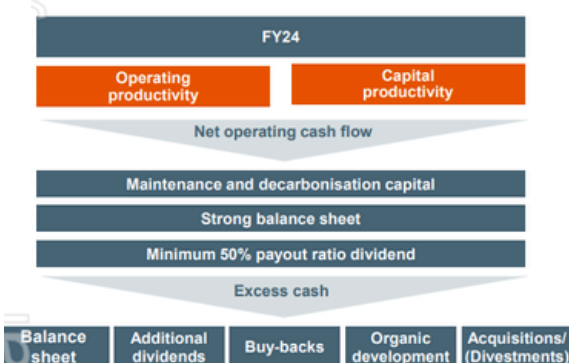 FY24
Operating
productivity
Capital
productivity
Net operating cash flow
Maintenance and decarbonisation capital
Strong balance sheet
Minimum 50% payout ratio dividend
Excess cash
Balance
sheet
Additional
dividends
Buy-backs
Organic
development
Acquisitions/
(Divestments)